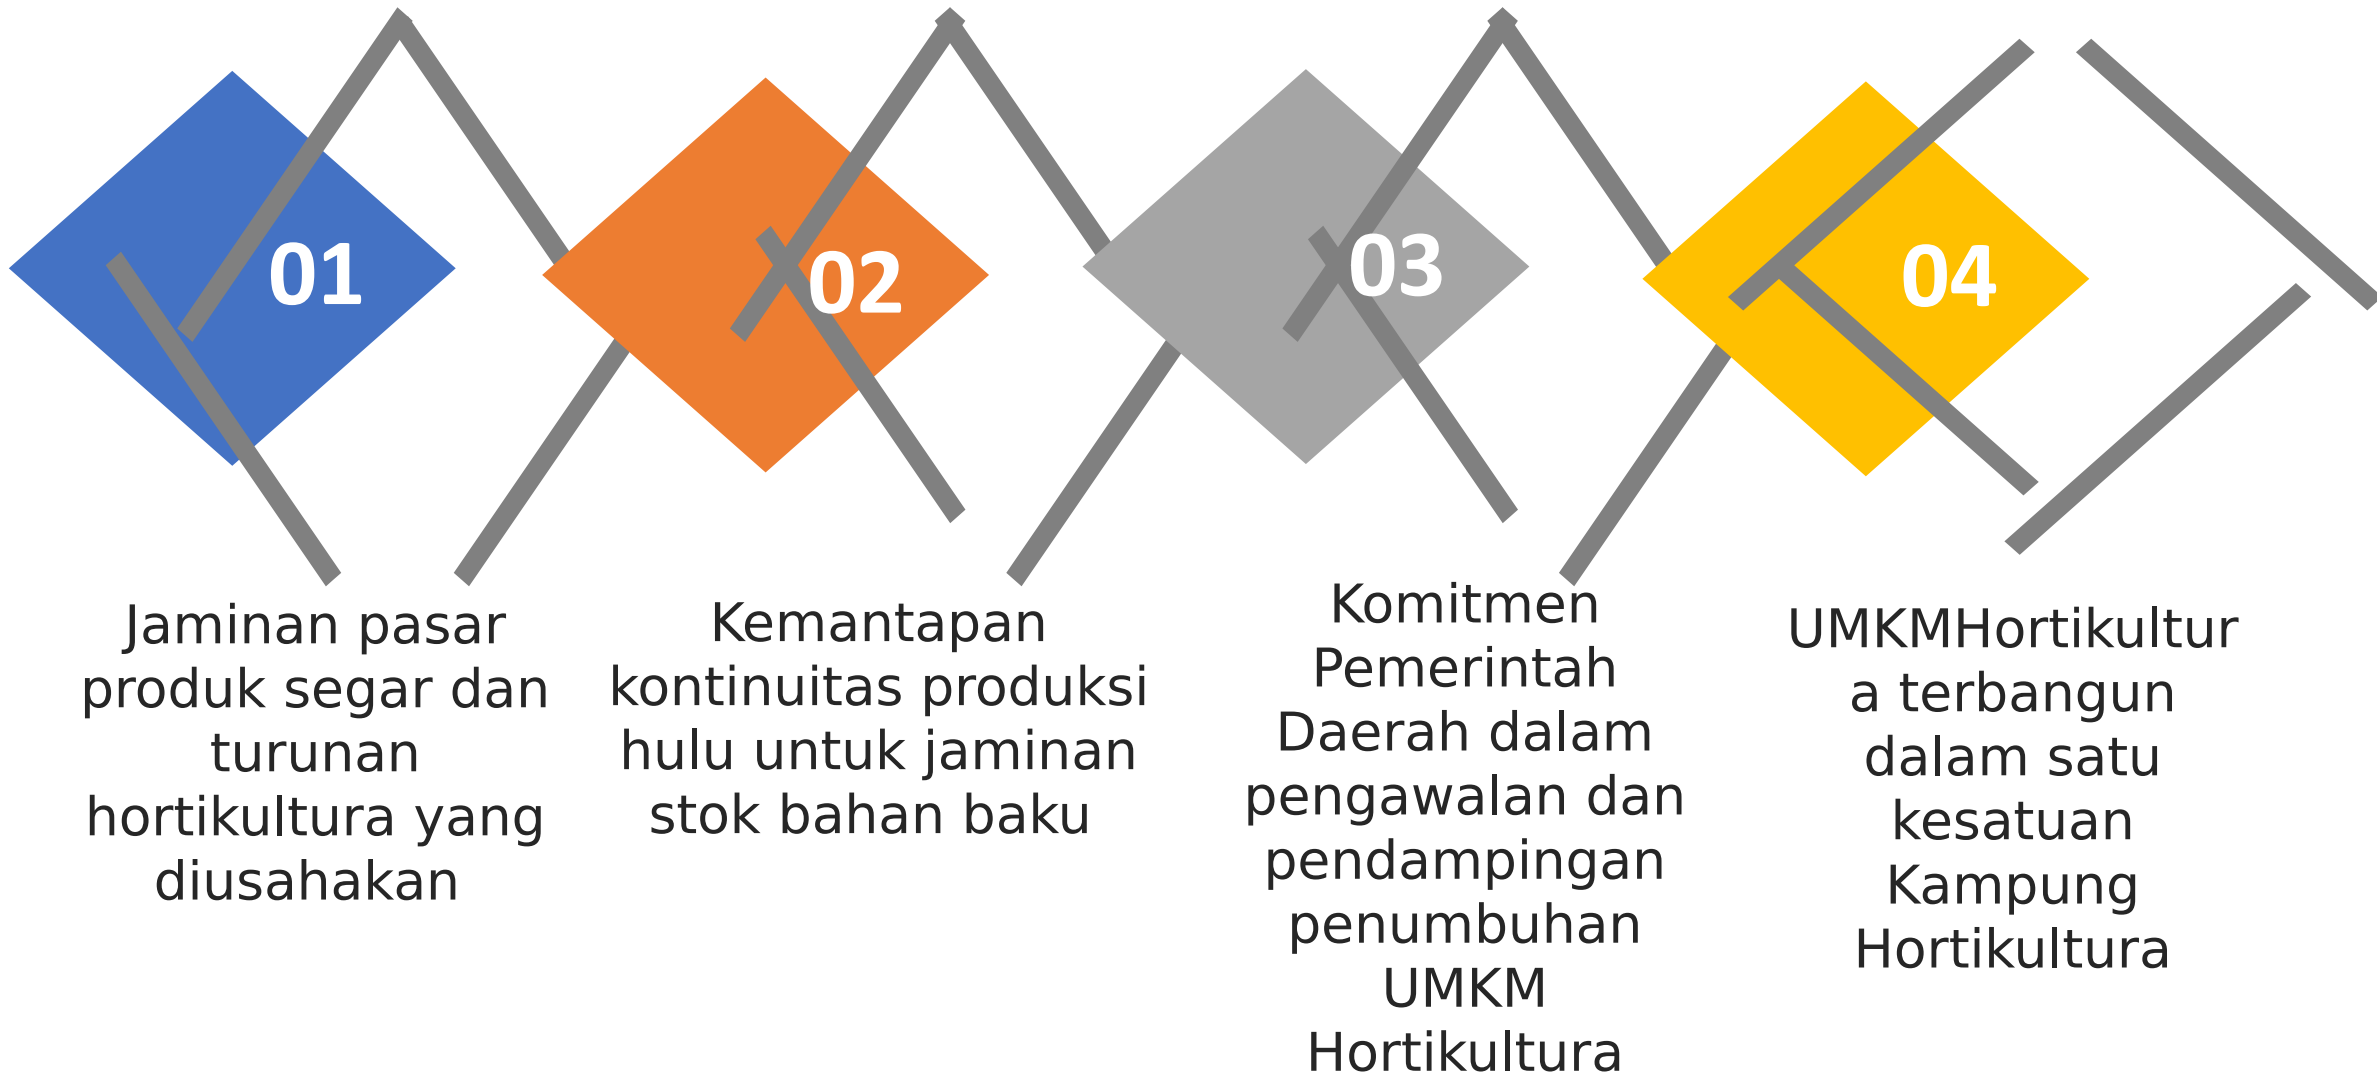 01
Jaminan pasar
produk segar dan
turunan
hortikultura yang
diusahakan
02
Kemantapan
kontinuitas produksi
hulu untuk jaminan
stok bahan baku
03
Komitmen
Pemerintah
Daerah dalam
pengawalan dan
pendampingan
penumbuhan
UMKM
Hortikultura
04
UMKMHortikultur
a terbangun
dalam satu
kesatuan
Kampung
Hortikultura